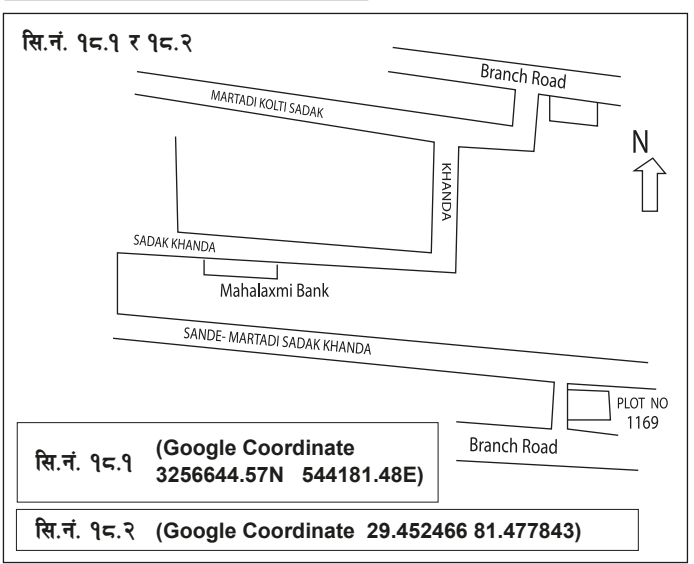 सि.नं. १८.१ र १८.२
Branch Road
MARTADI KOLTI SADAK
N
KHANDA
SADAK KHANDA
Mahalaxmi Bank
SANDE- MARTADI SADAK KHANDA
PLOT NO
1169
Branch Road
सि.नं. १८.१ (Google Coordinate
3256644.57N 544181.48E)
सि.नं. १८.२ (Google Coordinate 29.452466 81.477843)